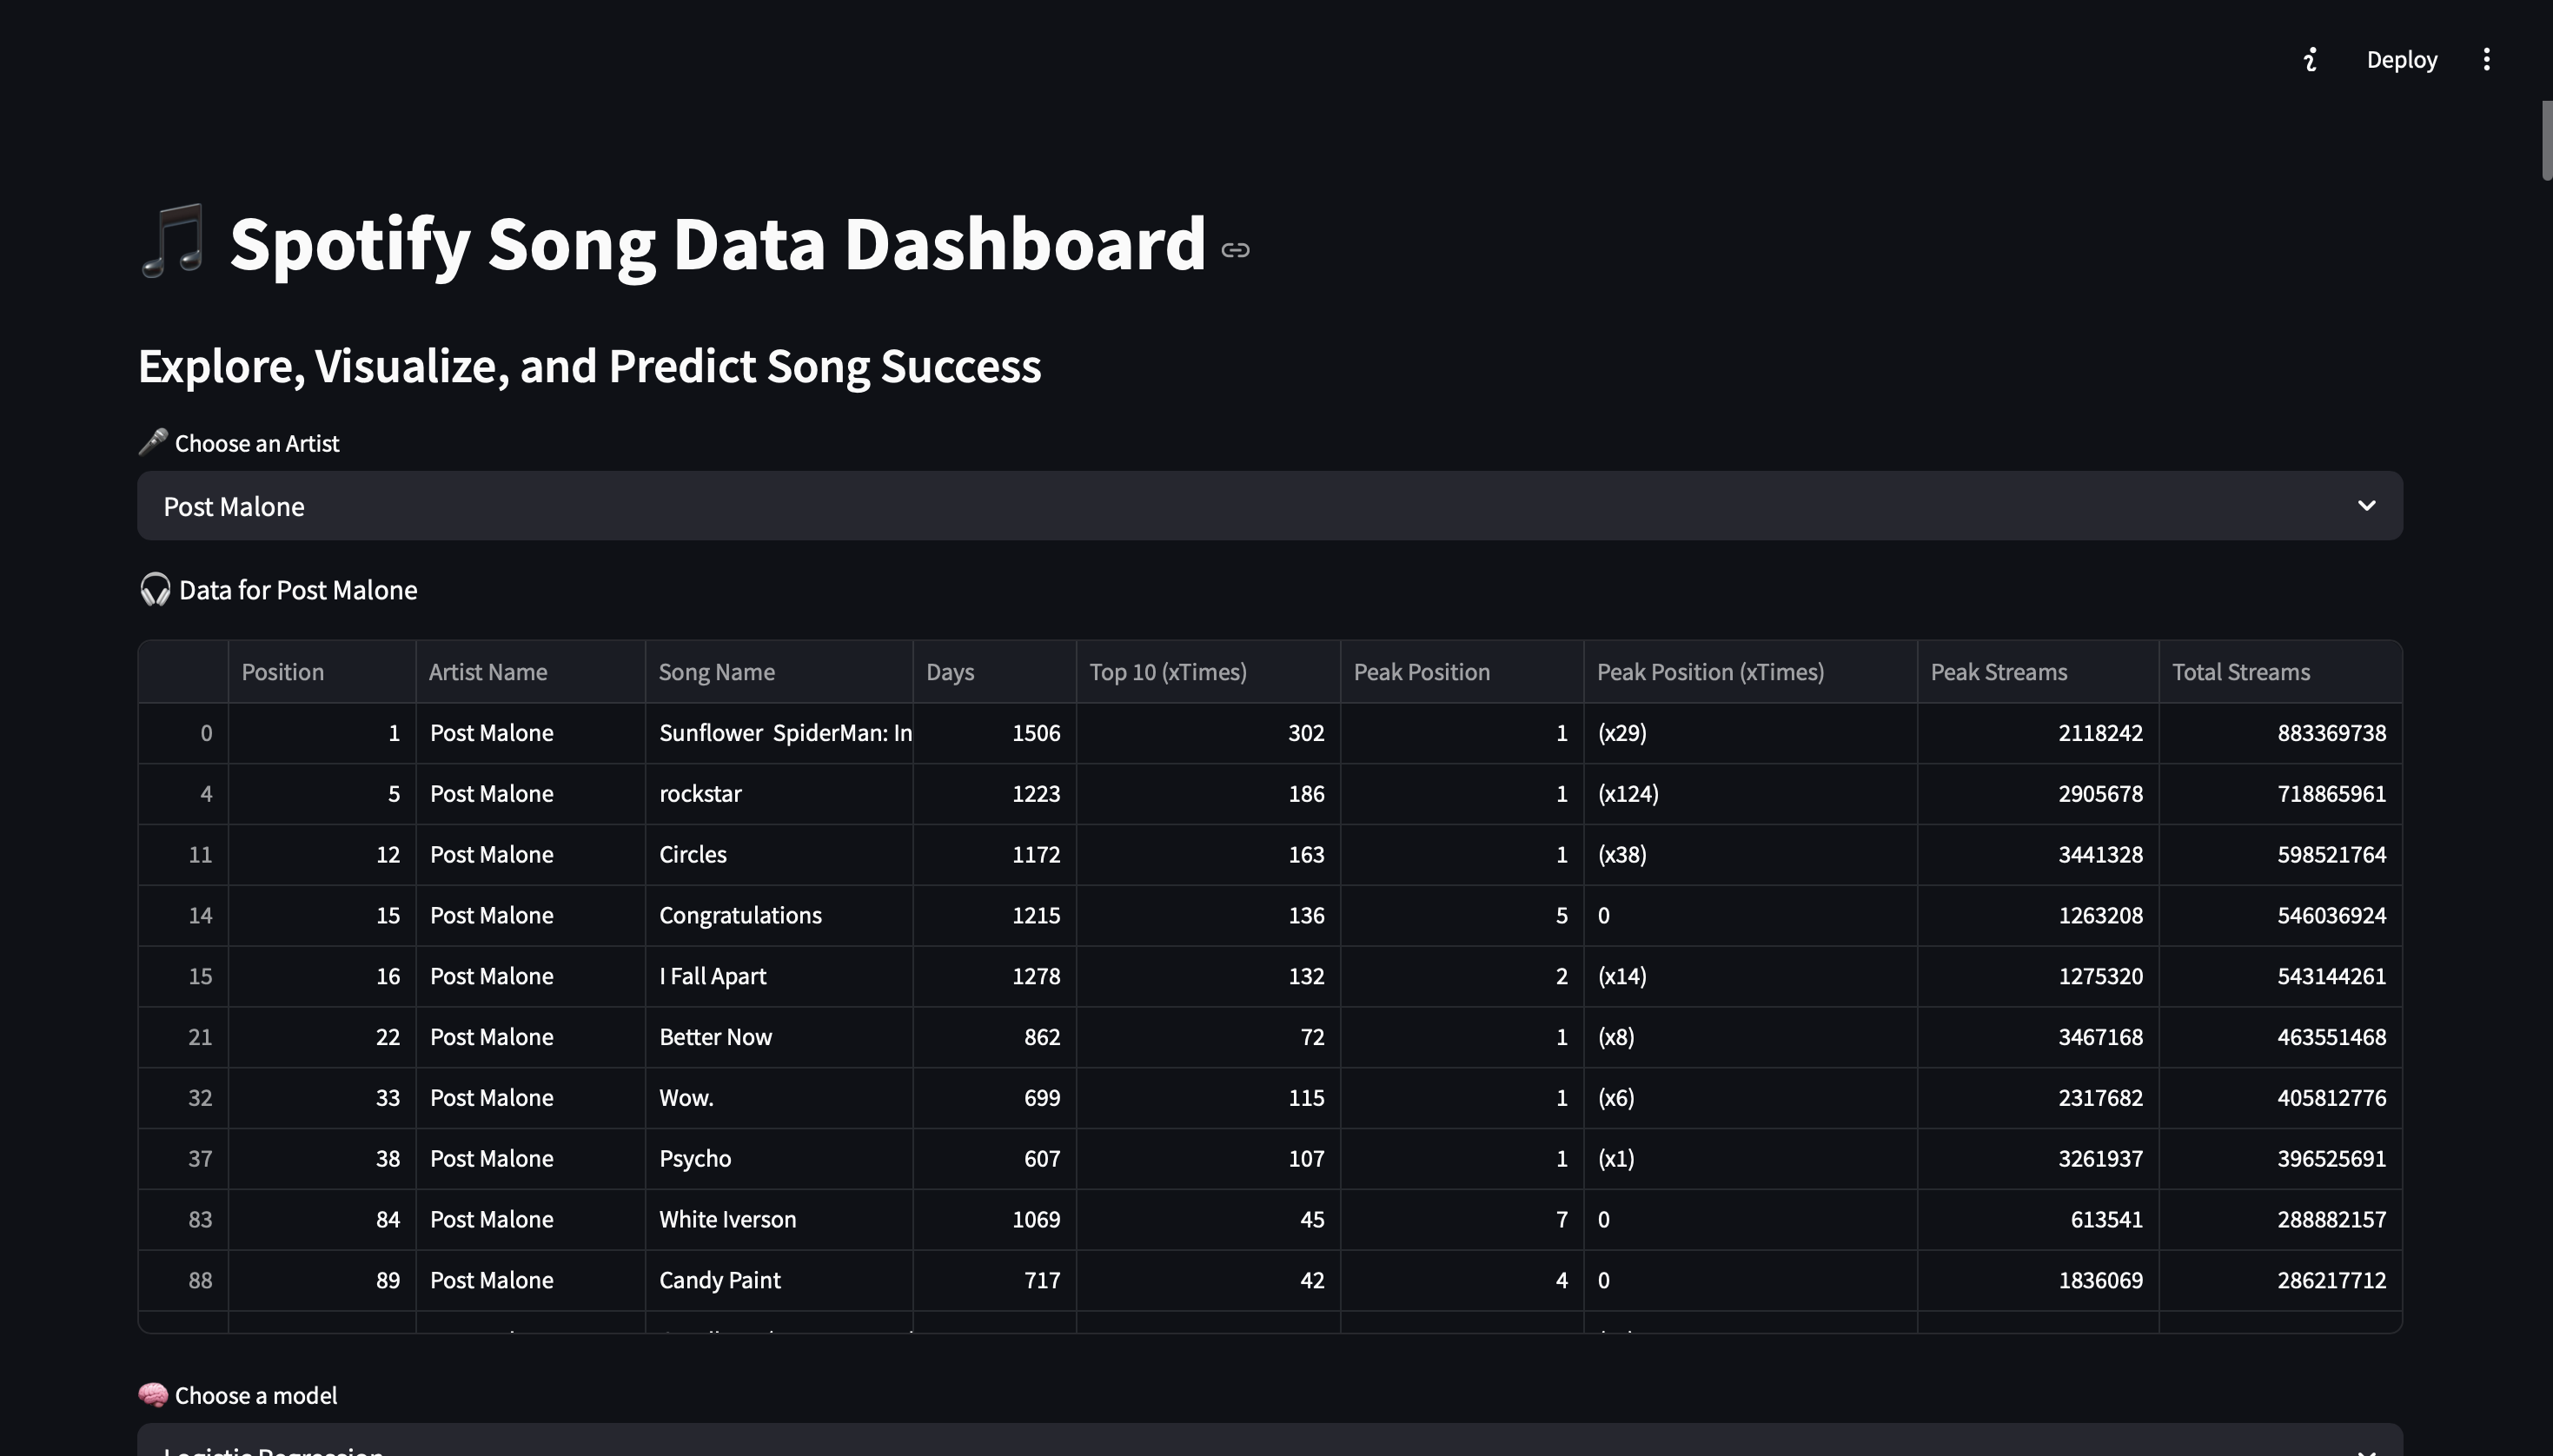 Deploy
Spotify Song Data Dashboard
Explore, Visualize, and Predict Song Success
Choose an Artist
Post Malone
Data for Post Malone
Position Artist Name Song Name Days Top 10 (xTimes) Peak Position Peak Position (xTimes) Peak Streams Total Streams
0 1 Post Malone Sunflower  SpiderMan: In 1506 302 1 (x29) 2118242 883369738
4 5 Post Malone rockstar 1223 186 1 (x124) 2905678 718865961
11 12 Post Malone Circles 1172 163 1 (x38) 3441328 598521764
14 15 Post Malone Congratulations 1215 136 5 0 1263208 546036924
15 16 Post Malone I Fall Apart 1278 132 2 (x14) 1275320 543144261
21 22 Post Malone Better Now 862 72 1 (x8) 3467168 463551468
32 33 Post Malone Wow. 699 115 1 (x6) 2317682 405812776
37 38 Post Malone Psycho 607 107 1 (x1) 3261937 396525691
83 84 Post Malone White Iverson 1069 45 7 0 613541 288882157
88 89 Post Malone Candy Paint 717 42 4 0 1836069 286217712
Choose a model
Logistic Regression